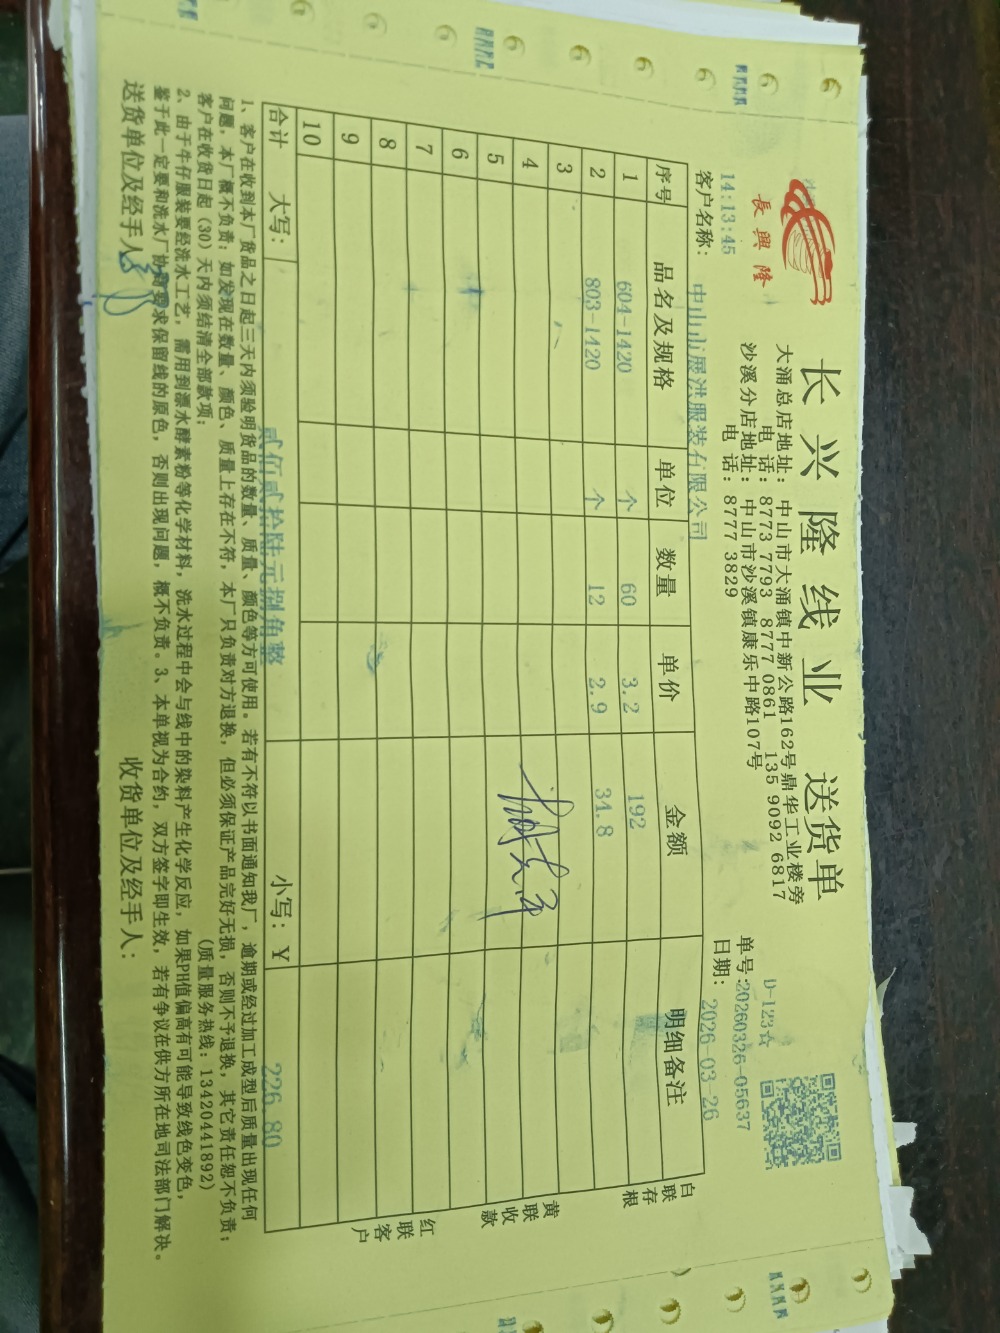 長興隆
长兴隆线业 送货单
大涌总店地址: 中山市大涌镇中新公路162号鼎华工业楼旁
电 话: 8773 7793 8777 0861 135 9092 6817
沙溪分店地址: 中山市沙溪镇康乐中路107号
电 话: 8777 3829
D-123☆
单号:20260326-05637
14:13:45
日期: 2026-03-26
客户名称: 中山市展洪服装有限公司
序号 品名及规格 单位 数量 单价 金额 明细备注
1 604-1420 个 60 3.2 192
2 803-1420 个 12 2.9 34.8
3
4
5
6
7
8
9
10
合计 大写: 贰佰贰拾陆元捌角整 小写: ¥ 226.80
白联存根
黄联收款
红联客户
1、客户在收到本厂货品之日起三天内须验明货品的数量、质量、颜色等方可使用。若有不符以书面通知我厂，逾期或经过加工成型后质量出现任何
问题，本厂概不负责；如发现在数量、颜色、质量上存在不符，本厂只负责对方退换，但必须保证产品完好无损，否则不予退换，其它责任恕不负责；
客户在收货日起(30)天内须结清全部款项； (质量服务热线: 13420441892)
2、由于牛仔服装要经洗水工艺，需用到漂水酵素粉等化学材料，洗水过程中会与线中的染料产生化学反应，如果PH值偏高有可能导致线色变色，
鉴于此一定要和洗水厂协商要求保留线的原色，否则出现问题，概不负责。3、本单视为合约，双方签字即生效，若有争议在供方所在地司法部门解决。
送货单位及经手人:
收货单位及经手人: